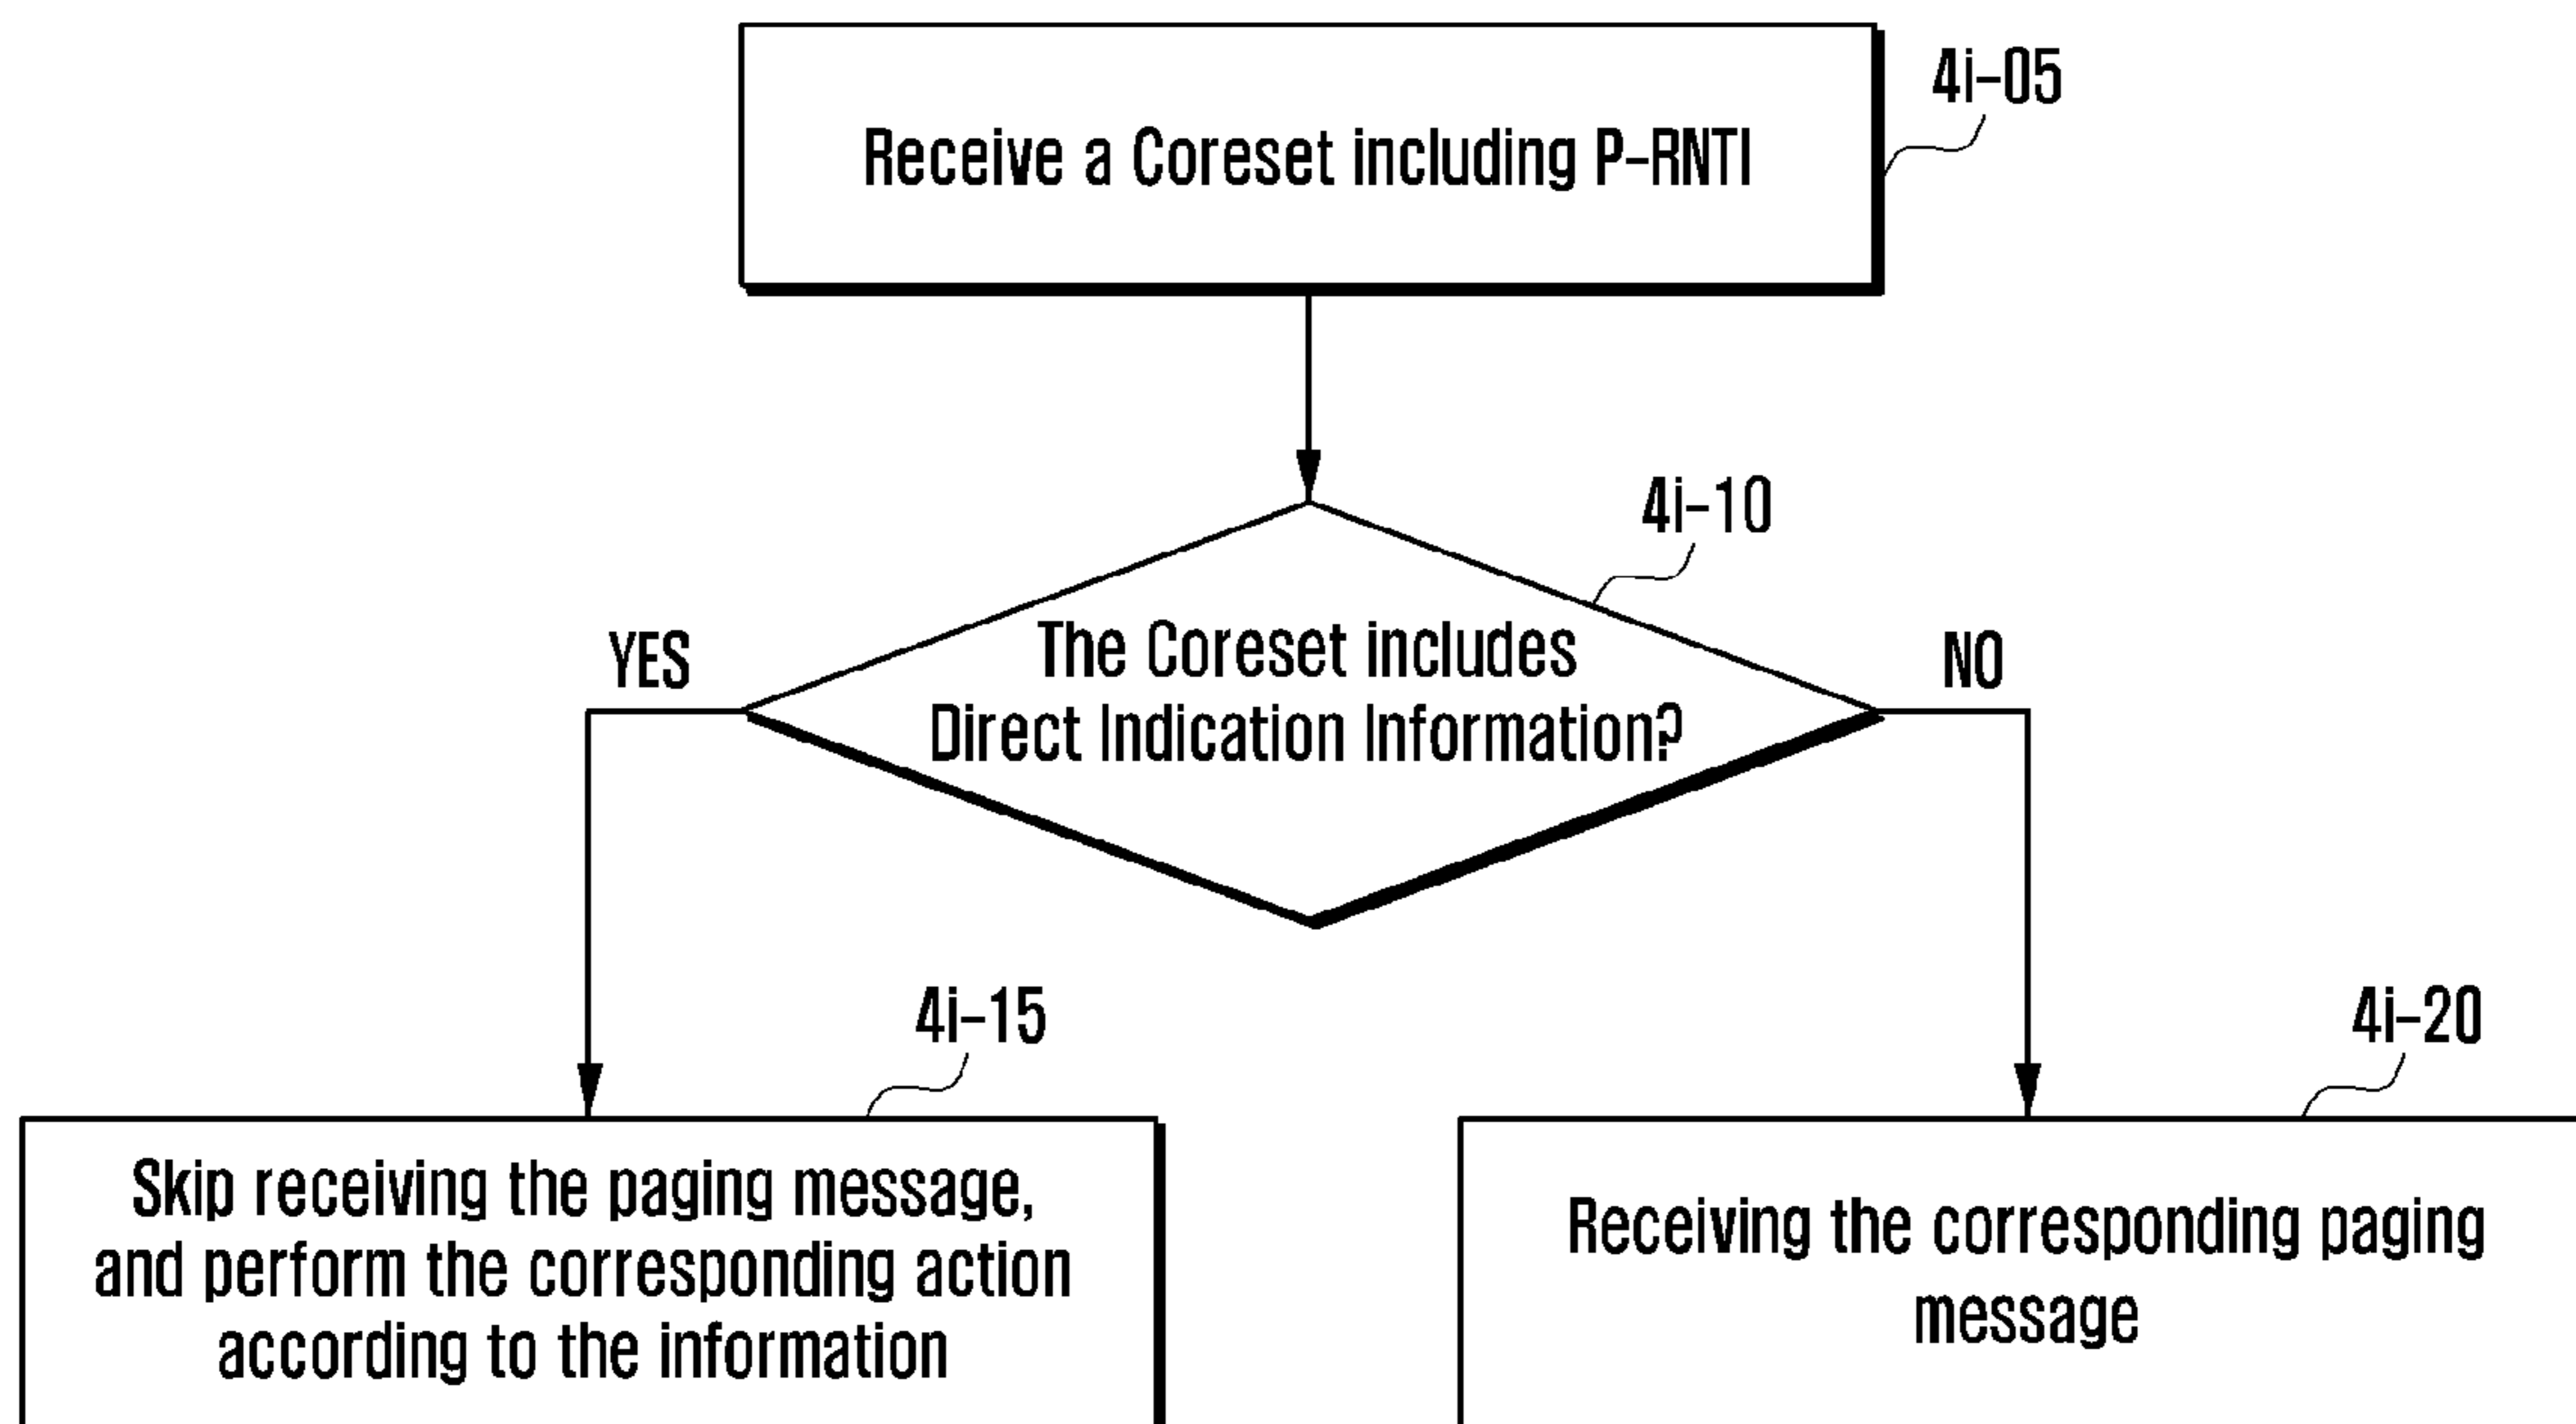 4i-05
Receive a Coreset including P-RNTI
4i-10
The Coreset includes
Direct Indication Information?
YES
NO
4i-15
Skip receiving the paging message,
and perform the corresponding action
according to the information
4i-20
Receiving the corresponding paging
message